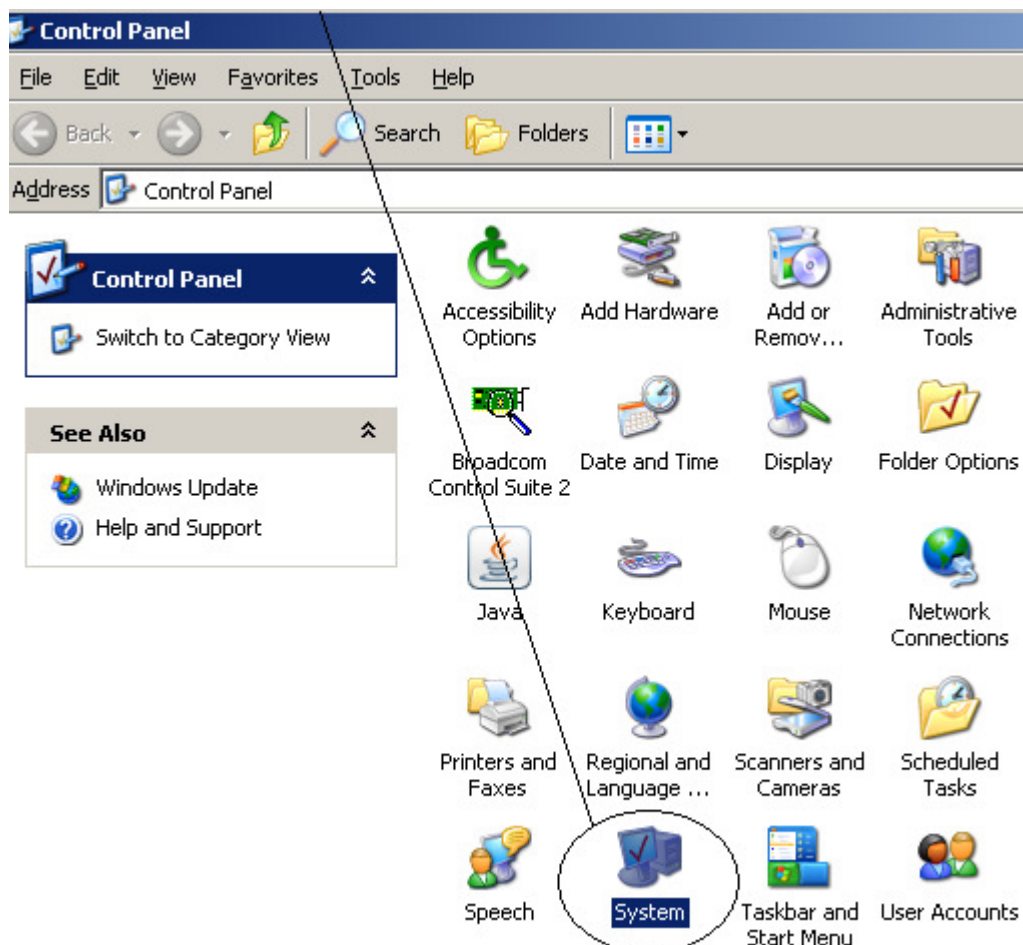 Control Panel
File Edit View Favorites Tools Help
Back Search Folders
Address Control Panel
Control Panel
Switch to Category View
See Also
Windows Update
Help and Support
Accessibility Options
Add Hardware
Add or Remov...
Administrative Tools
Broadcom Control Suite 2
Date and Time
Display
Folder Options
Java
Keyboard
Mouse
Network Connections
Printers and Faxes
Regional and Language ...
Scanners and Cameras
Scheduled Tasks
Speech
System
Taskbar and Start Menu
User Accounts